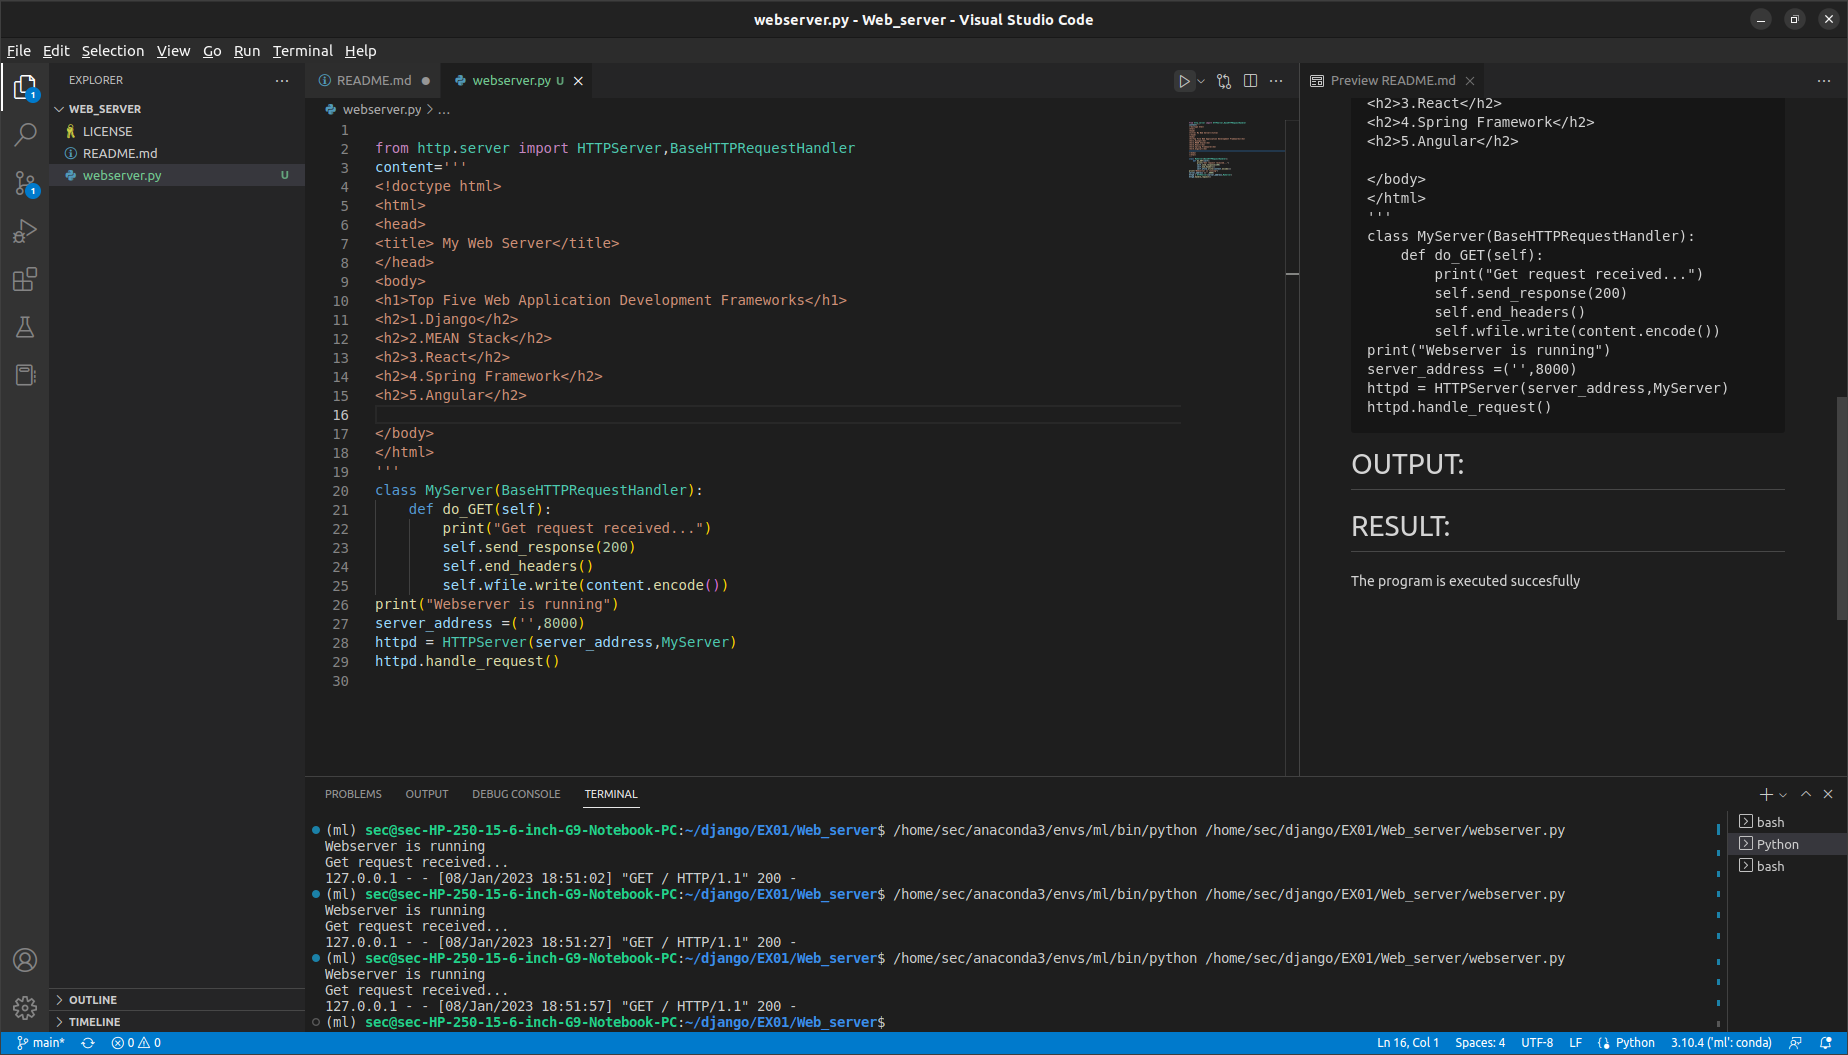 webserver.py - Web_server - Visual Studio Code
File Edit Selection View Go Run Terminal Help
EXPLORER
WEB_SERVER
LICENSE
README.md
webserver.py U
1
1
OUTLINE
TIMELINE
README.md
webserver.py U
webserver.py > ...
1
2 from http.server import HTTPServer,BaseHTTPRequestHandler
3 content='''
4 <!doctype html>
5 <html>
6 <head>
7 <title> My Web Server</title>
8 </head>
9 <body>
10 <h1>Top Five Web Application Development Frameworks</h1>
11 <h2>1.Django</h2>
12 <h2>2.MEAN Stack</h2>
13 <h2>3.React</h2>
14 <h2>4.Spring Framework</h2>
15 <h2>5.Angular</h2>
16
17 </body>
18 </html>
19 '''
20 class MyServer(BaseHTTPRequestHandler):
21     def do_GET(self):
22         print("Get request received...")
23         self.send_response(200)
24         self.end_headers()
25         self.wfile.write(content.encode())
26 print("Webserver is running")
27 server_address =('',8000)
28 httpd = HTTPServer(server_address,MyServer)
29 httpd.handle_request()
30
Preview README.md
<h2>3.React</h2>
<h2>4.Spring Framework</h2>
<h2>5.Angular</h2>
</body>
</html>
'''
class MyServer(BaseHTTPRequestHandler):
    def do_GET(self):
        print("Get request received...")
        self.send_response(200)
        self.end_headers()
        self.wfile.write(content.encode())
print("Webserver is running")
server_address =('',8000)
httpd = HTTPServer(server_address,MyServer)
httpd.handle_request()
OUTPUT:
RESULT:
The program is executed succesfully
PROBLEMS OUTPUT DEBUG CONSOLE TERMINAL
(ml) sec@sec-HP-250-15-6-inch-G9-Notebook-PC:~/django/EX01/Web_server$ /home/sec/anaconda3/envs/ml/bin/python /home/sec/django/EX01/Web_server/webserver.py
Webserver is running
Get request received...
127.0.0.1 - - [08/Jan/2023 18:51:02] "GET / HTTP/1.1" 200 -
(ml) sec@sec-HP-250-15-6-inch-G9-Notebook-PC:~/django/EX01/Web_server$ /home/sec/anaconda3/envs/ml/bin/python /home/sec/django/EX01/Web_server/webserver.py
Webserver is running
Get request received...
127.0.0.1 - - [08/Jan/2023 18:51:27] "GET / HTTP/1.1" 200 -
(ml) sec@sec-HP-250-15-6-inch-G9-Notebook-PC:~/django/EX01/Web_server$ /home/sec/anaconda3/envs/ml/bin/python /home/sec/django/EX01/Web_server/webserver.py
Webserver is running
Get request received...
127.0.0.1 - - [08/Jan/2023 18:51:57] "GET / HTTP/1.1" 200 -
(ml) sec@sec-HP-250-15-6-inch-G9-Notebook-PC:~/django/EX01/Web_server$
bash
Python
bash
main* 0 0 Ln 16, Col 1 Spaces: 4 UTF-8 LF Python 3.10.4 ('ml': conda)